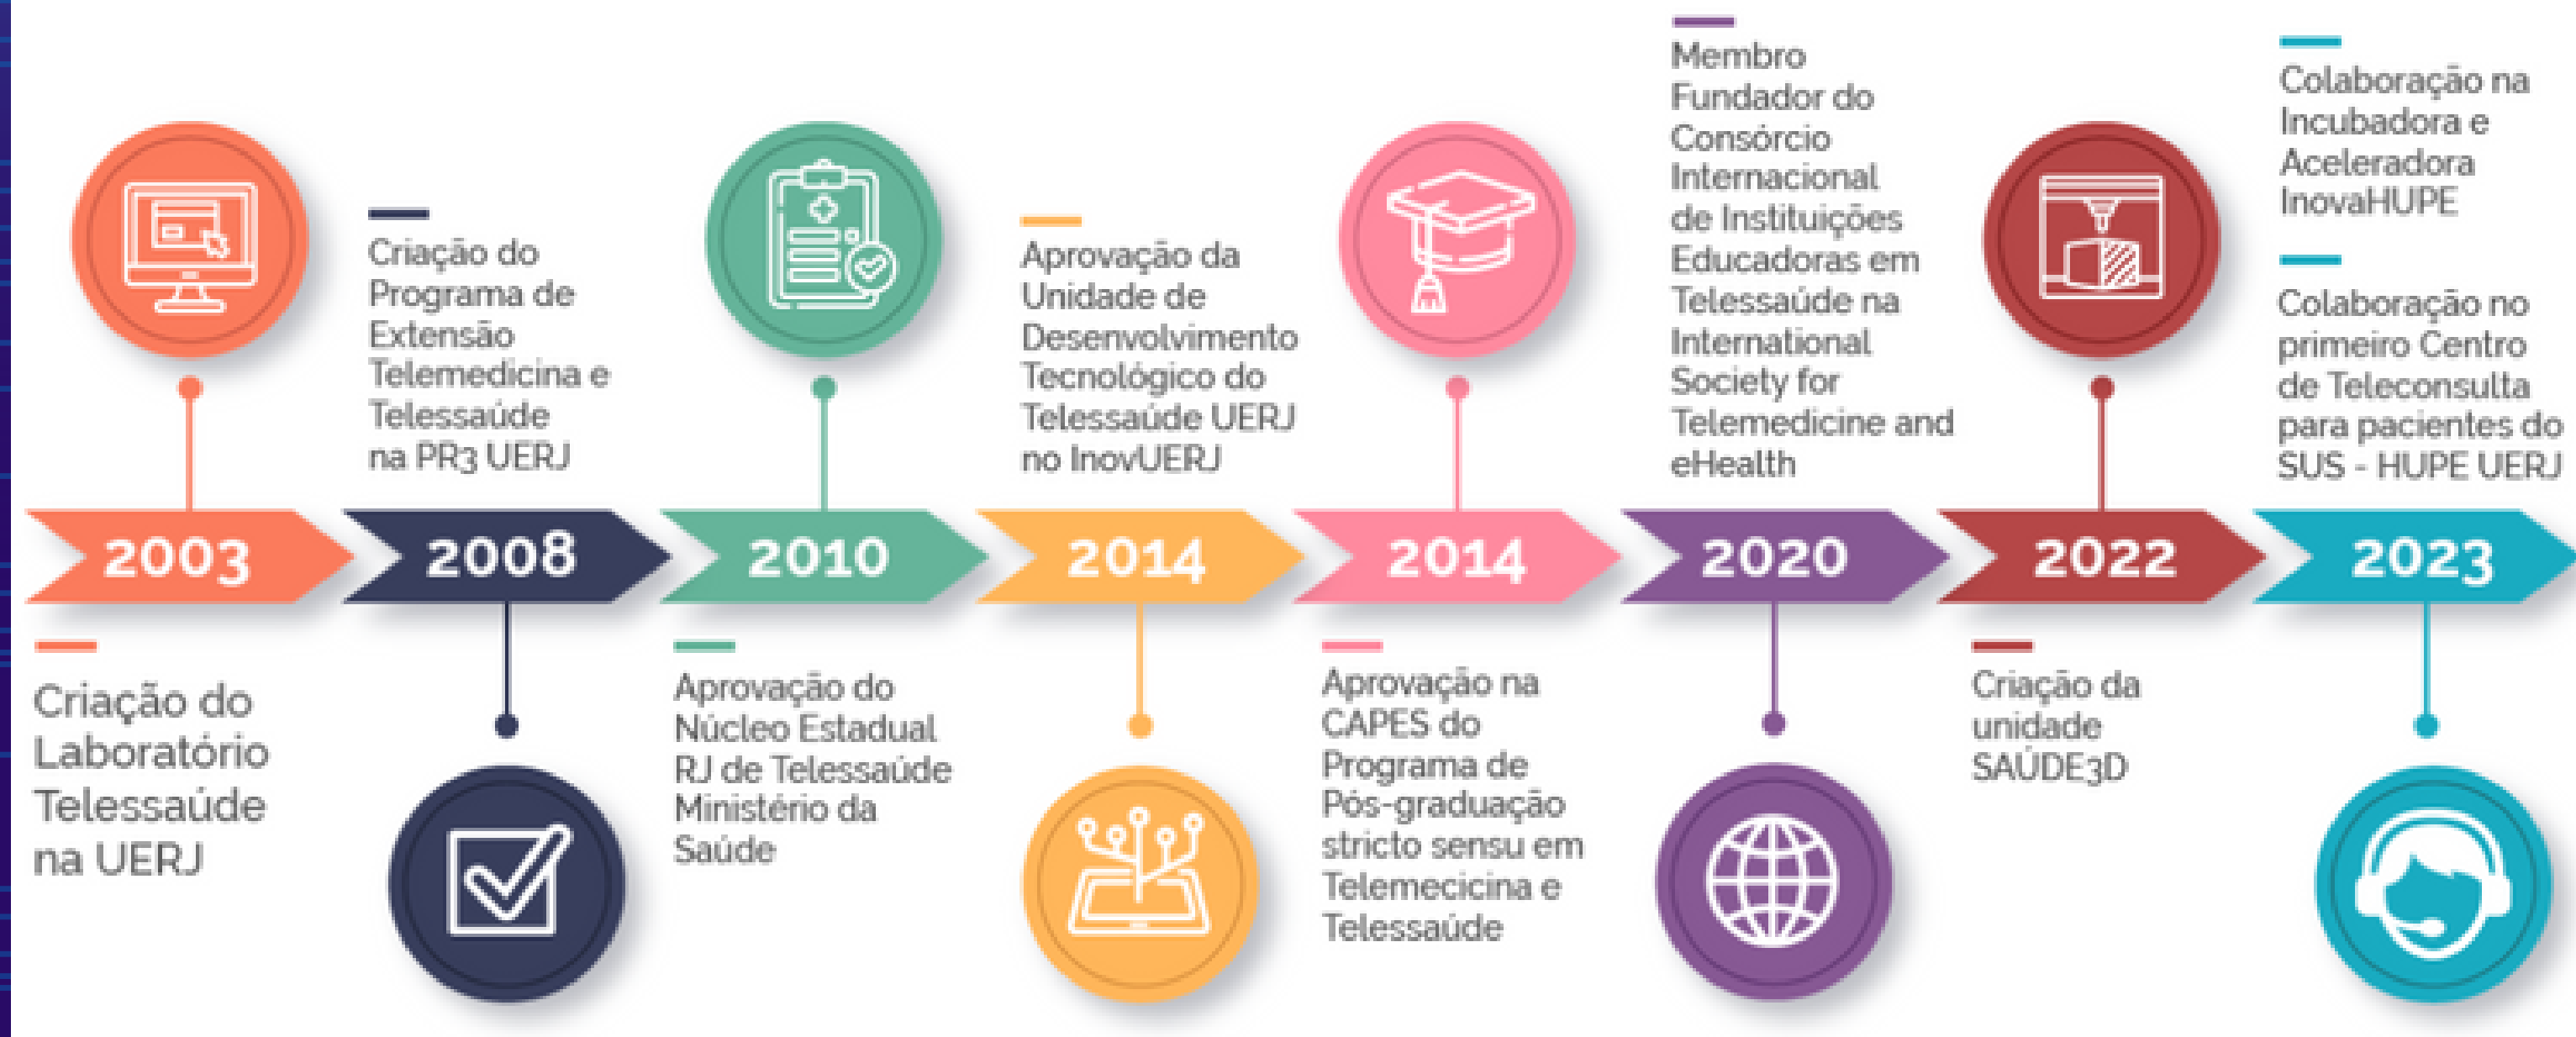 2003
Criação do
Laboratório
Telessaúde
na UERJ
Criação do
Programa de
Extensão
Telemedicina e
Telessaúde
na PR3 UERJ
2008
2010
Aprovação do
Núcleo Estadual
RJ de Telessaúde
Ministério da
Saúde
Aprovação da
Unidade de
Desenvolvimento
Tecnológico do
Telessaúde UERJ
no InovUERJ
2014
2014
Aprovação na
CAPES do
Programa de
Pós-graduação
stricto sensu em
Telemecicina e
Telessaúde
Membro
Fundador do
Consórcio
Internacional
de Instituições
Educadoras em
Telessaúde na
International
Society for
Telemedicine and
eHealth
2020
2022
Criação da
unidade
SAÚDE3D
Colaboração na
Incubadora e
Aceleradora
InovaHUPE
Colaboração no
primeiro Centro
de Teleconsulta
para pacientes do
SUS - HUPE UERJ
2023